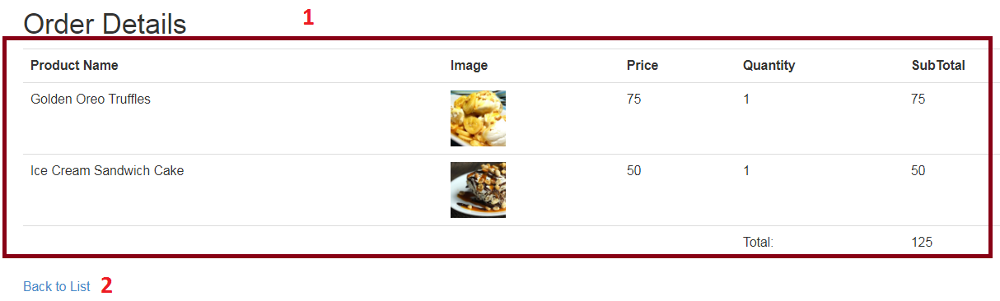 Order Details 1
Product Name Image Price Quantity SubTotal
Golden Oreo Truffles 75 1 75
Ice Cream Sandwich Cake 50 1 50
Total: 125
Back to List 2